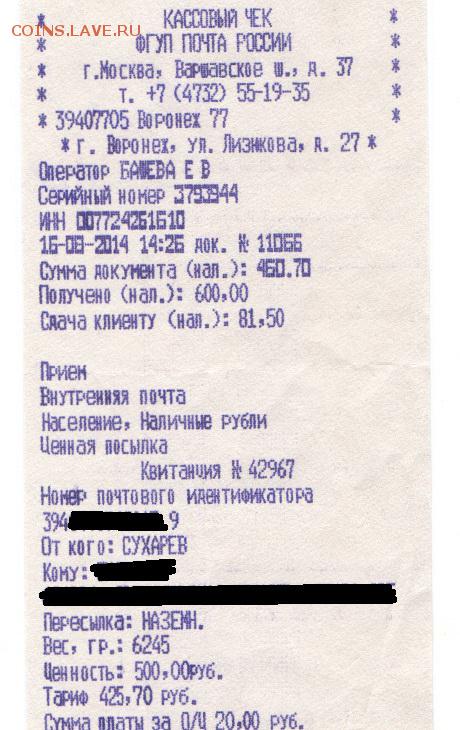 COINS.LAVE.RU
* КАССОВЫЙ ЧЕК *
* ФГУП ПОЧТА РОССИИ *
* г.Москва, Варшавское ш., д. 37 *
* т. +7 (4732) 55-19-35 *
* 39407705 Воронеж 77 *
* г. Воронеж, ул. Лизюкова, д. 27 *
Оператор БАШЕВА Е В
Серийный номер 3793944
ИНН 007724261610
16-08-2014 14:26 док. № 11066
Сумма документа (нал.): 460.70
Получено (нал.): 600,00
Сдача клиенту (нал.): 81,50
Прием
Внутренняя почта
Население, Наличные рубли
Ценная посылка
Квитанция № 42967
Номер почтового идентификатора
394 9
От кого: СУХАРЕВ
Кому:
Пересылка: НАЗЕМН.
Вес, гр.: 6245
Ценность: 500,00руб.
Тариф 425,70 руб.
Сумма платы за О/Ц 20,00 руб.